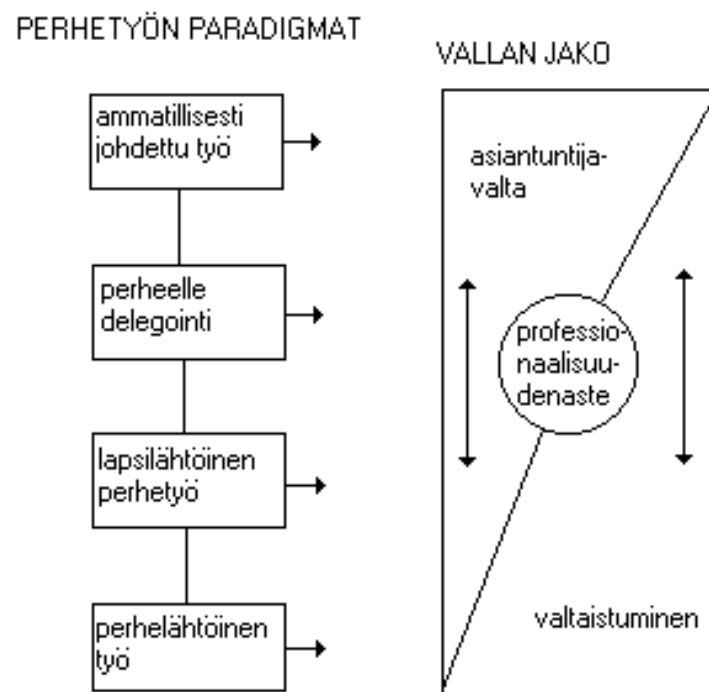 PERHETYÖN PARADIGMAT
ammatillisesti
johdettu työ
perheelle
delegointi
lapsilähtöinen
perhetyö
perhelähtöinen
työ
VALLAN JAKO
asiantuntija-
valta
professio-
naalisuu-
denaste
valtaistuminen